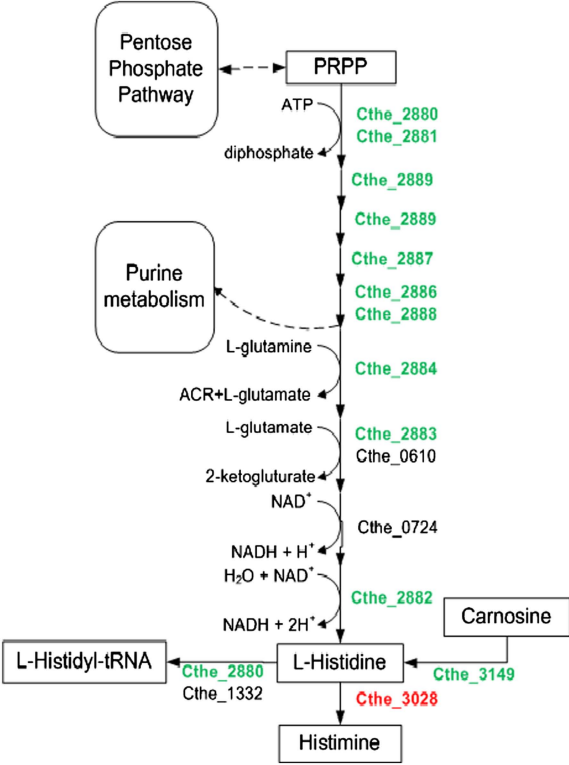 Pentose
Phosphate
Pathway
PRPP
ATP
Cthe_2880
Cthe_2881
diphosphate
Cthe_2889
Cthe_2889
Cthe_2887
Purine
metabolism
Cthe_2886
Cthe_2888
L-glutamine
Cthe_2884
ACR+L-glutamate
L-glutamate
Cthe_2883
Cthe_0610
2-ketogluturate
NAD⁺
Cthe_0724
NADH + H⁺
H₂O + NAD⁺
Cthe_2882
NADH + 2H⁺
Carnosine
L-Histidyl-tRNA
L-Histidine
Cthe_2880
Cthe_1332
Cthe_3149
Cthe_3028
Histimine